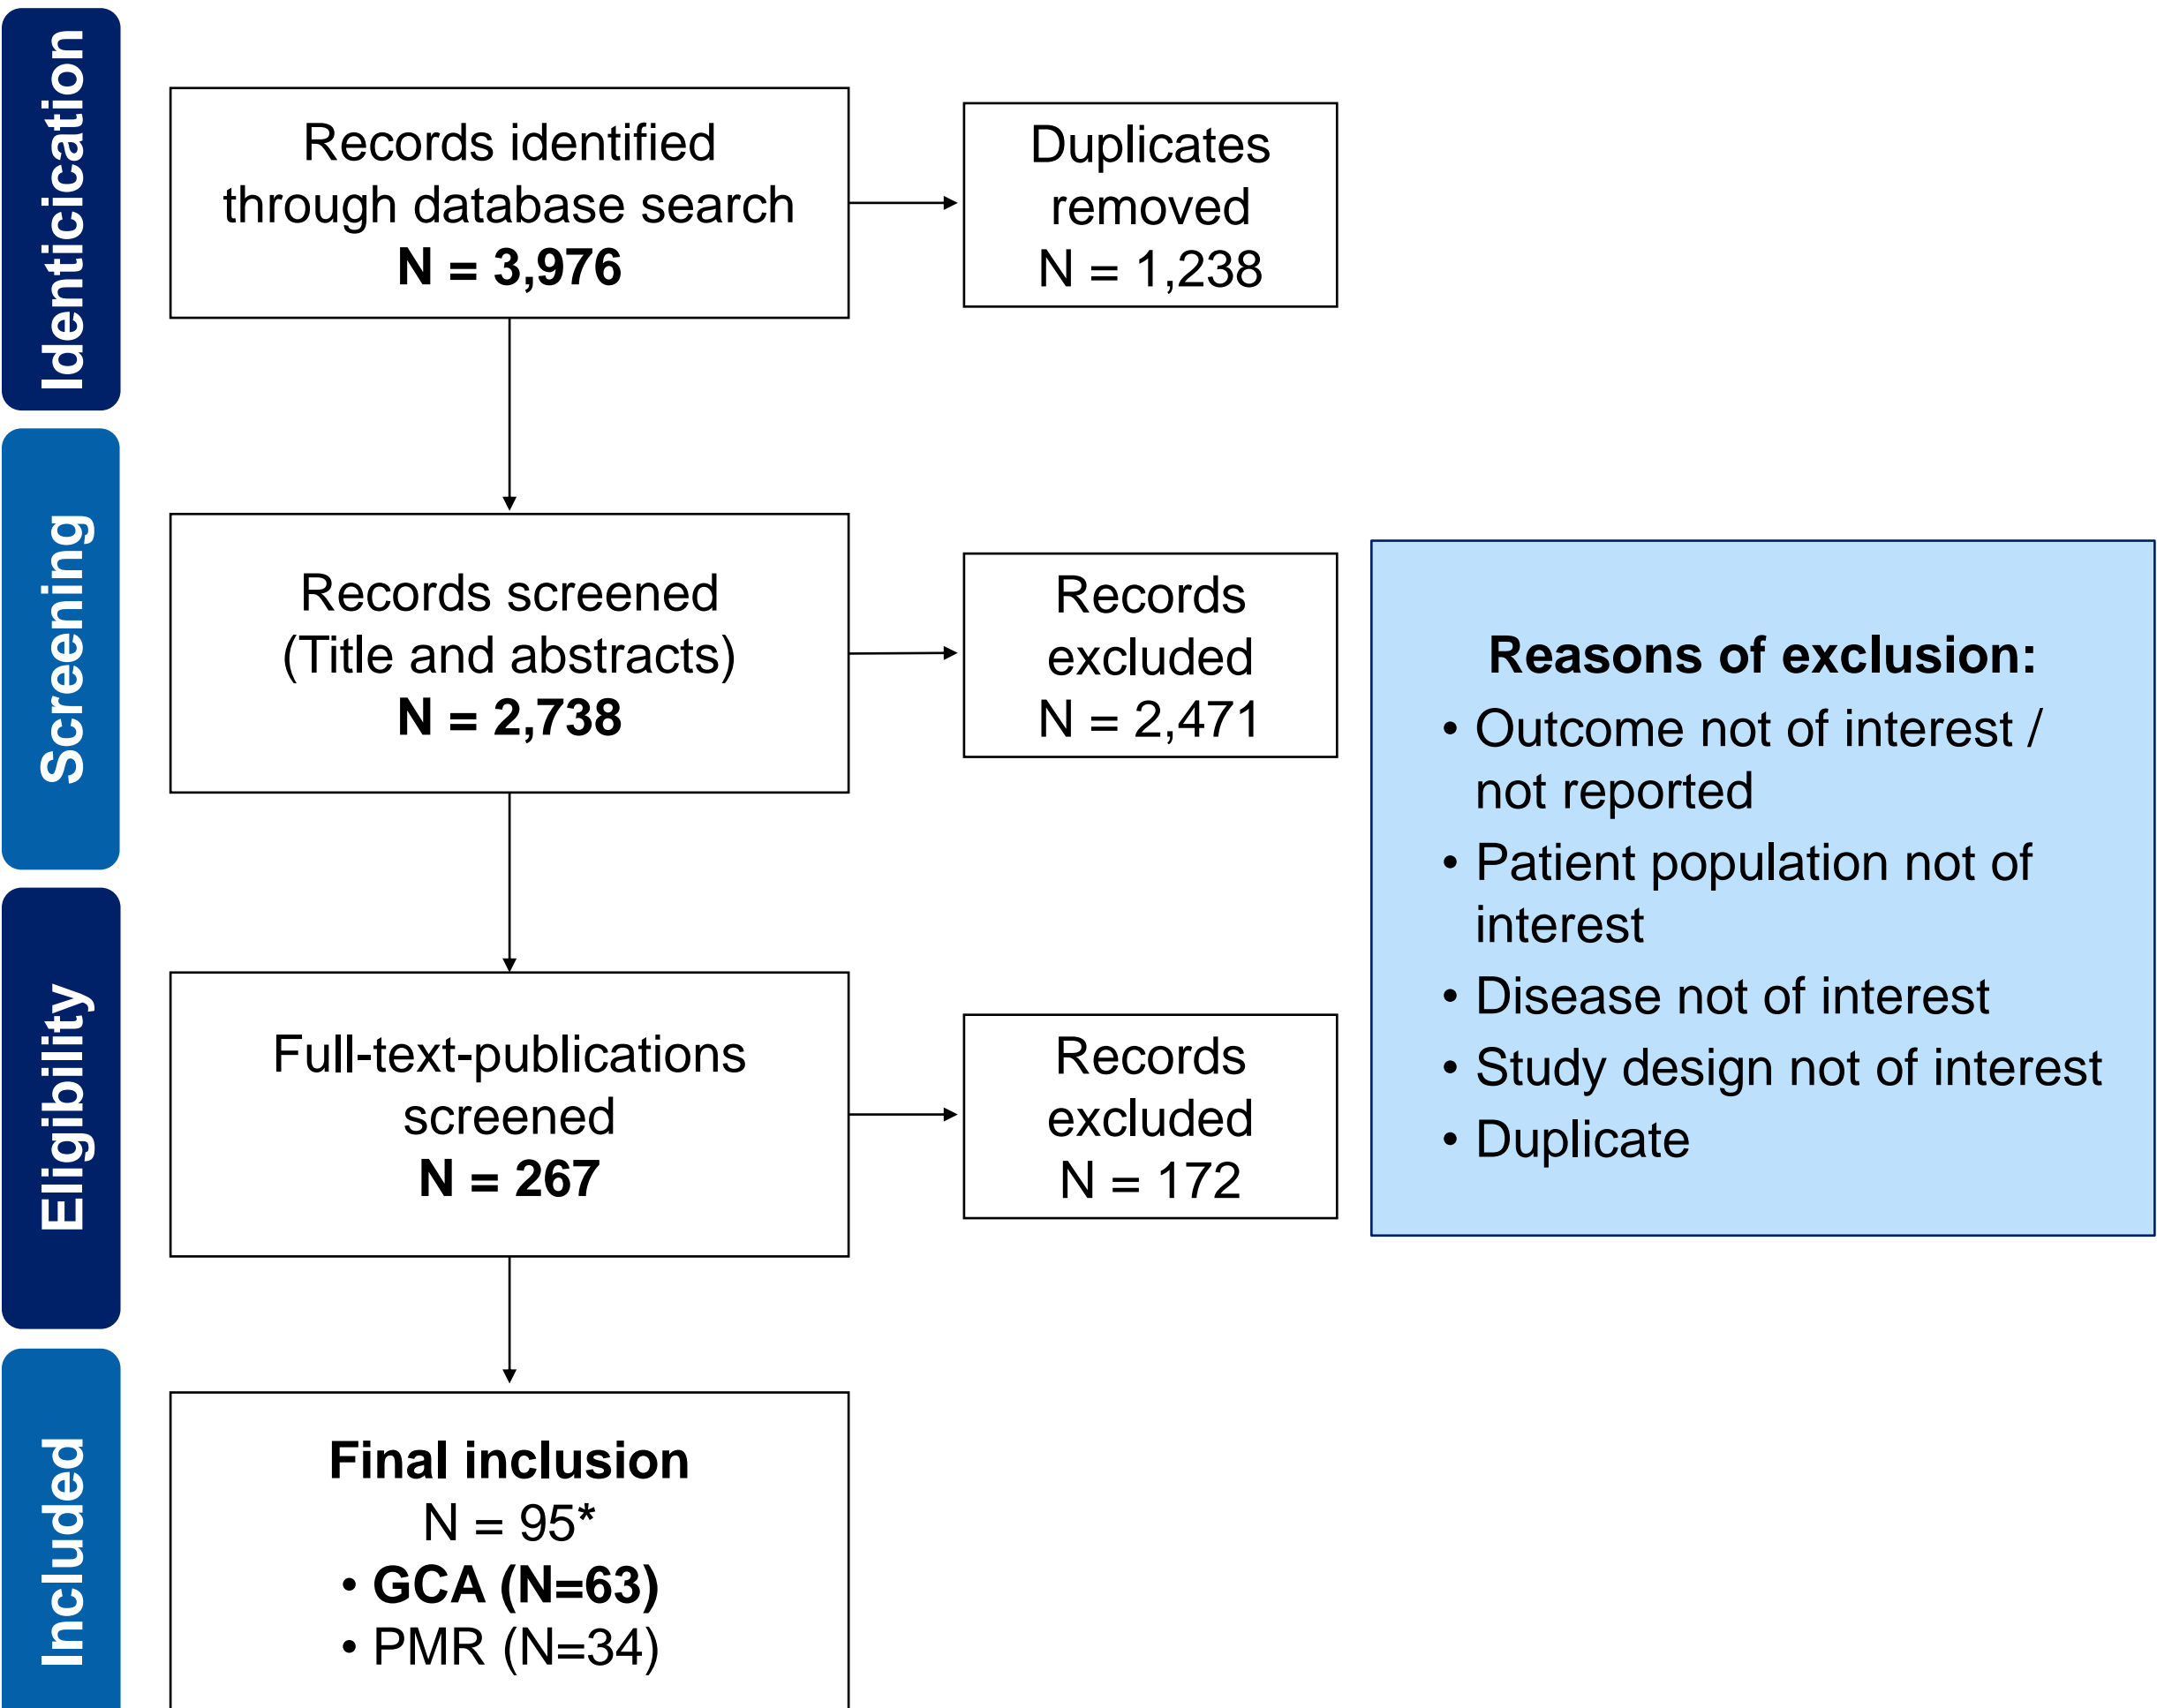 Identification
Records identified
through database search
N = 3,976
Duplicates
removed
N = 1,238
Screening
Records screened
(Title and abstracts)
N = 2,738
Records
excluded
N = 2,471
Reasons of exclusion:
• Outcome not of interest /
not reported
• Patient population not of
interest
• Disease not of interest
• Study design not of interest
• Duplicate
Eligibility
Full-text-publications
screened
N = 267
Records
excluded
N = 172
Included
Final inclusion
N = 95*
• GCA (N=63)
• PMR (N=34)